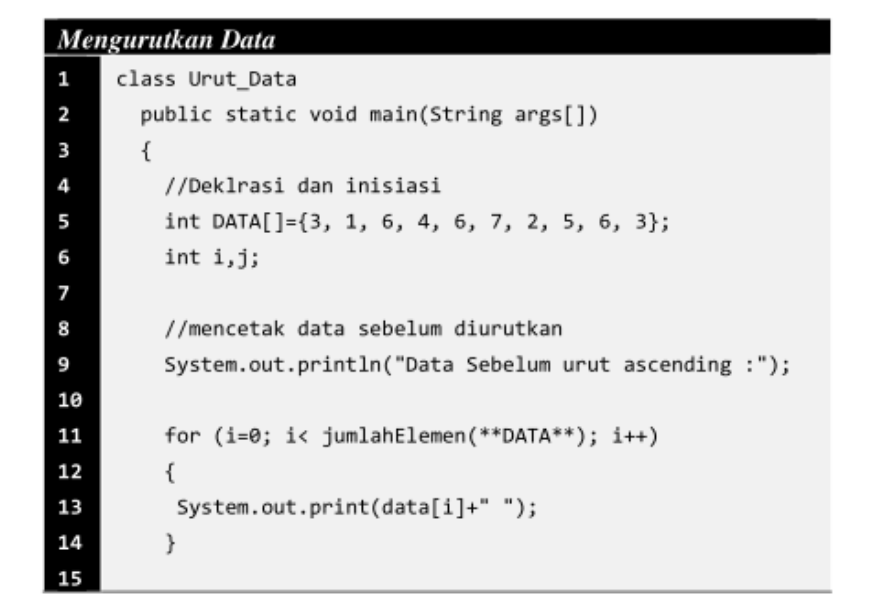 Mengurutkan Data
1 class Urut_Data
2 public static void main(String args[])
3 {
4 //Deklrasi dan inisiasi
5 int DATA[]={3, 1, 6, 4, 6, 7, 2, 5, 6, 3};
6 int i,j;
7
8 //mencetak data sebelum diurutkan
9 System.out.println("Data Sebelum urut ascending :");
10
11 for (i=0; i< jumlahElemen(**DATA**); i++)
12 {
13 System.out.print(data[i]+" ");
14 }
15